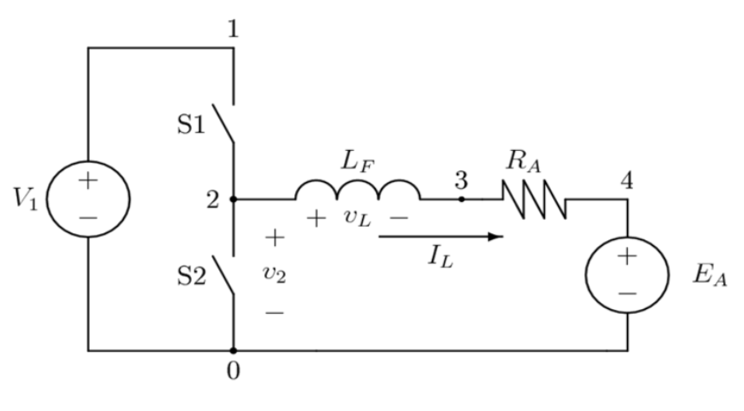 1
S1
L_F
R_A
V_1
+
−
2
+ v_L −
3
4
I_L
+
v_2
−
S2
+
−
E_A
0